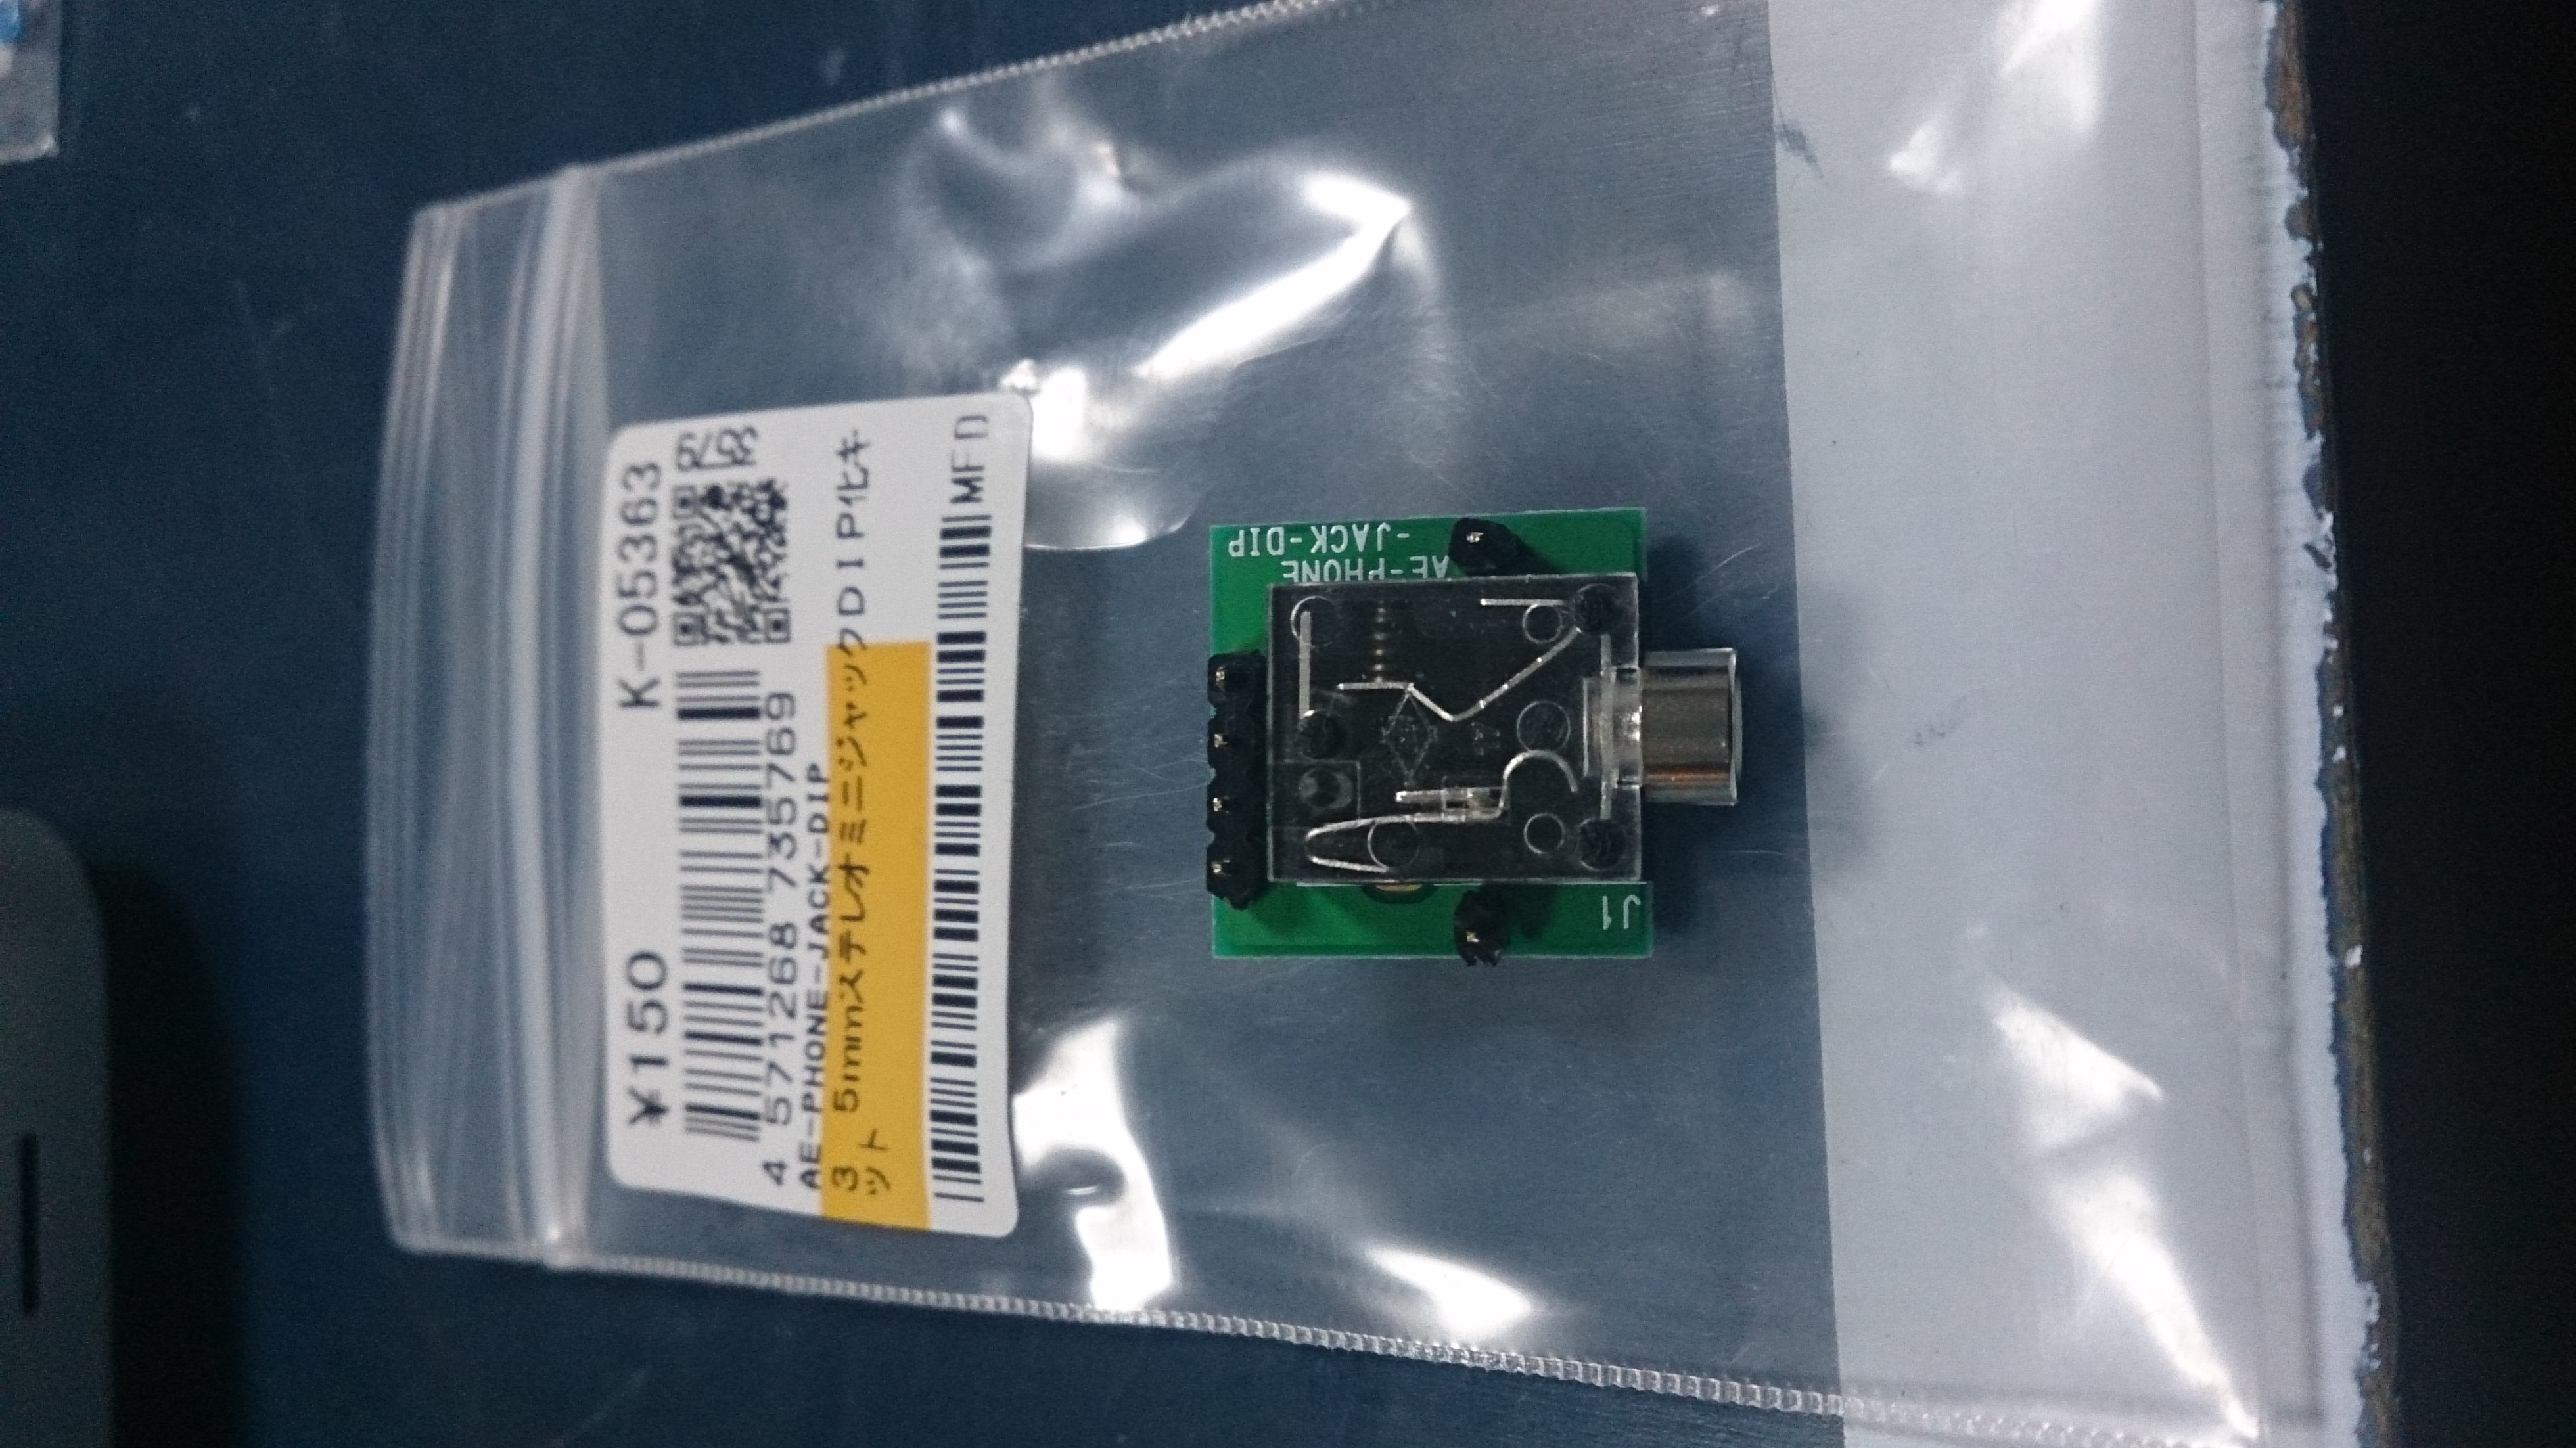 ¥150 K-05363
3579
4 571268 735769
AE-PHONE-JACK-DIP
3 5mmステレオミニジャックＤＩＰ化キ
ット
MFD
AE-PHONE
-JACK-DIP
J1